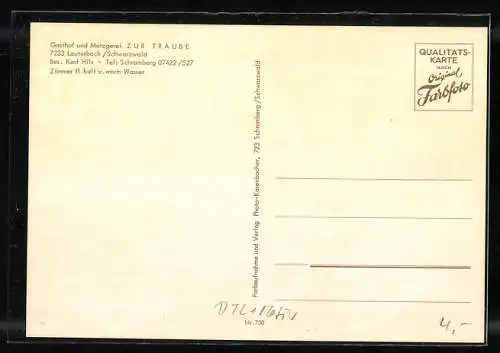 Gasthof und Metzgerei ZUR TRAUBE
7233 Lauterbach /Schwarzwald
Bes. Karl Hils • Tel: Schramberg 07422 /527
Zimmer fl. kalt u. warm Wasser
QUALITÄTS-
KARTE
NACH
Original
Farbfoto
Farbaufnahme und Verlag Photo-Kasenbacher, 723 Schramberg /Schwarzwald
Nr. 730
4,-